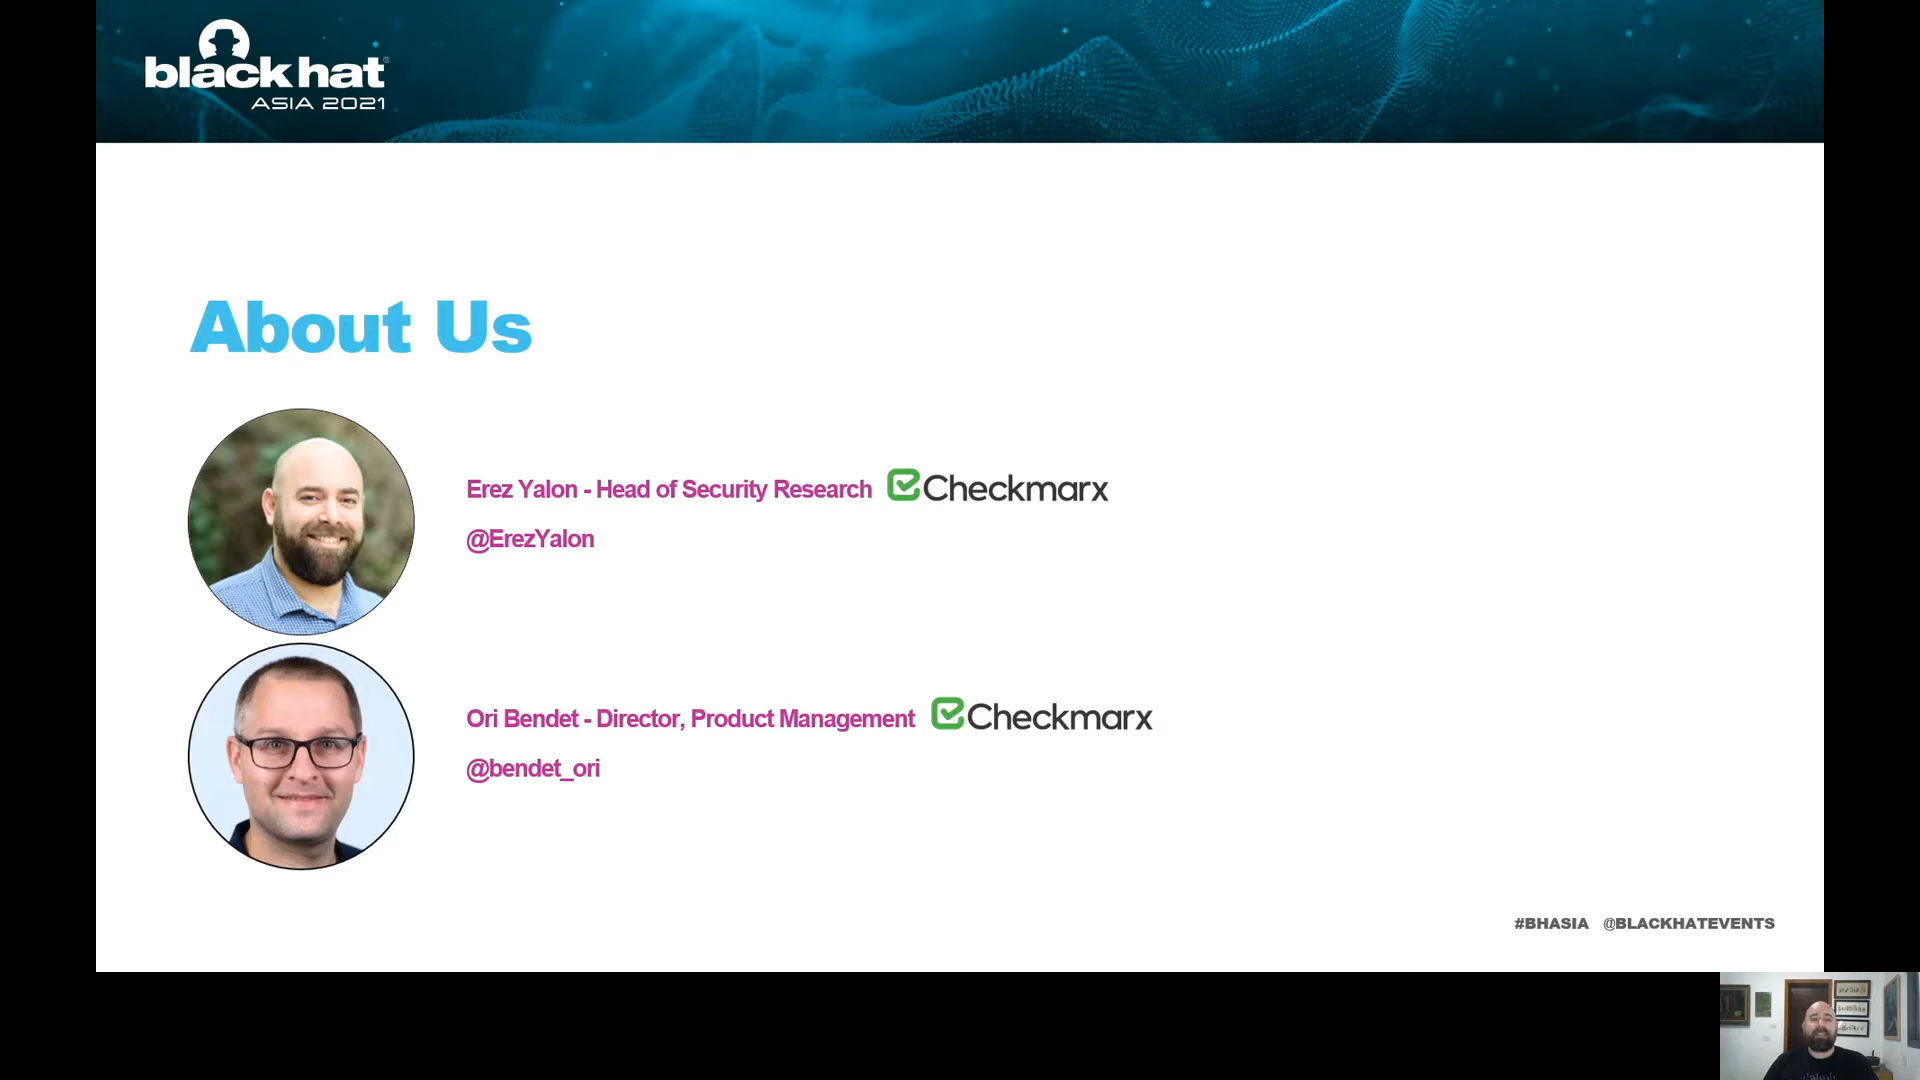 black hat®
ASIA 2021
About Us
Erez Yalon - Head of Security Research Checkmarx
@ErezYalon
Ori Bendet - Director, Product Management Checkmarx
@bendet_ori
#BHASIA @BLACKHATEVENTS